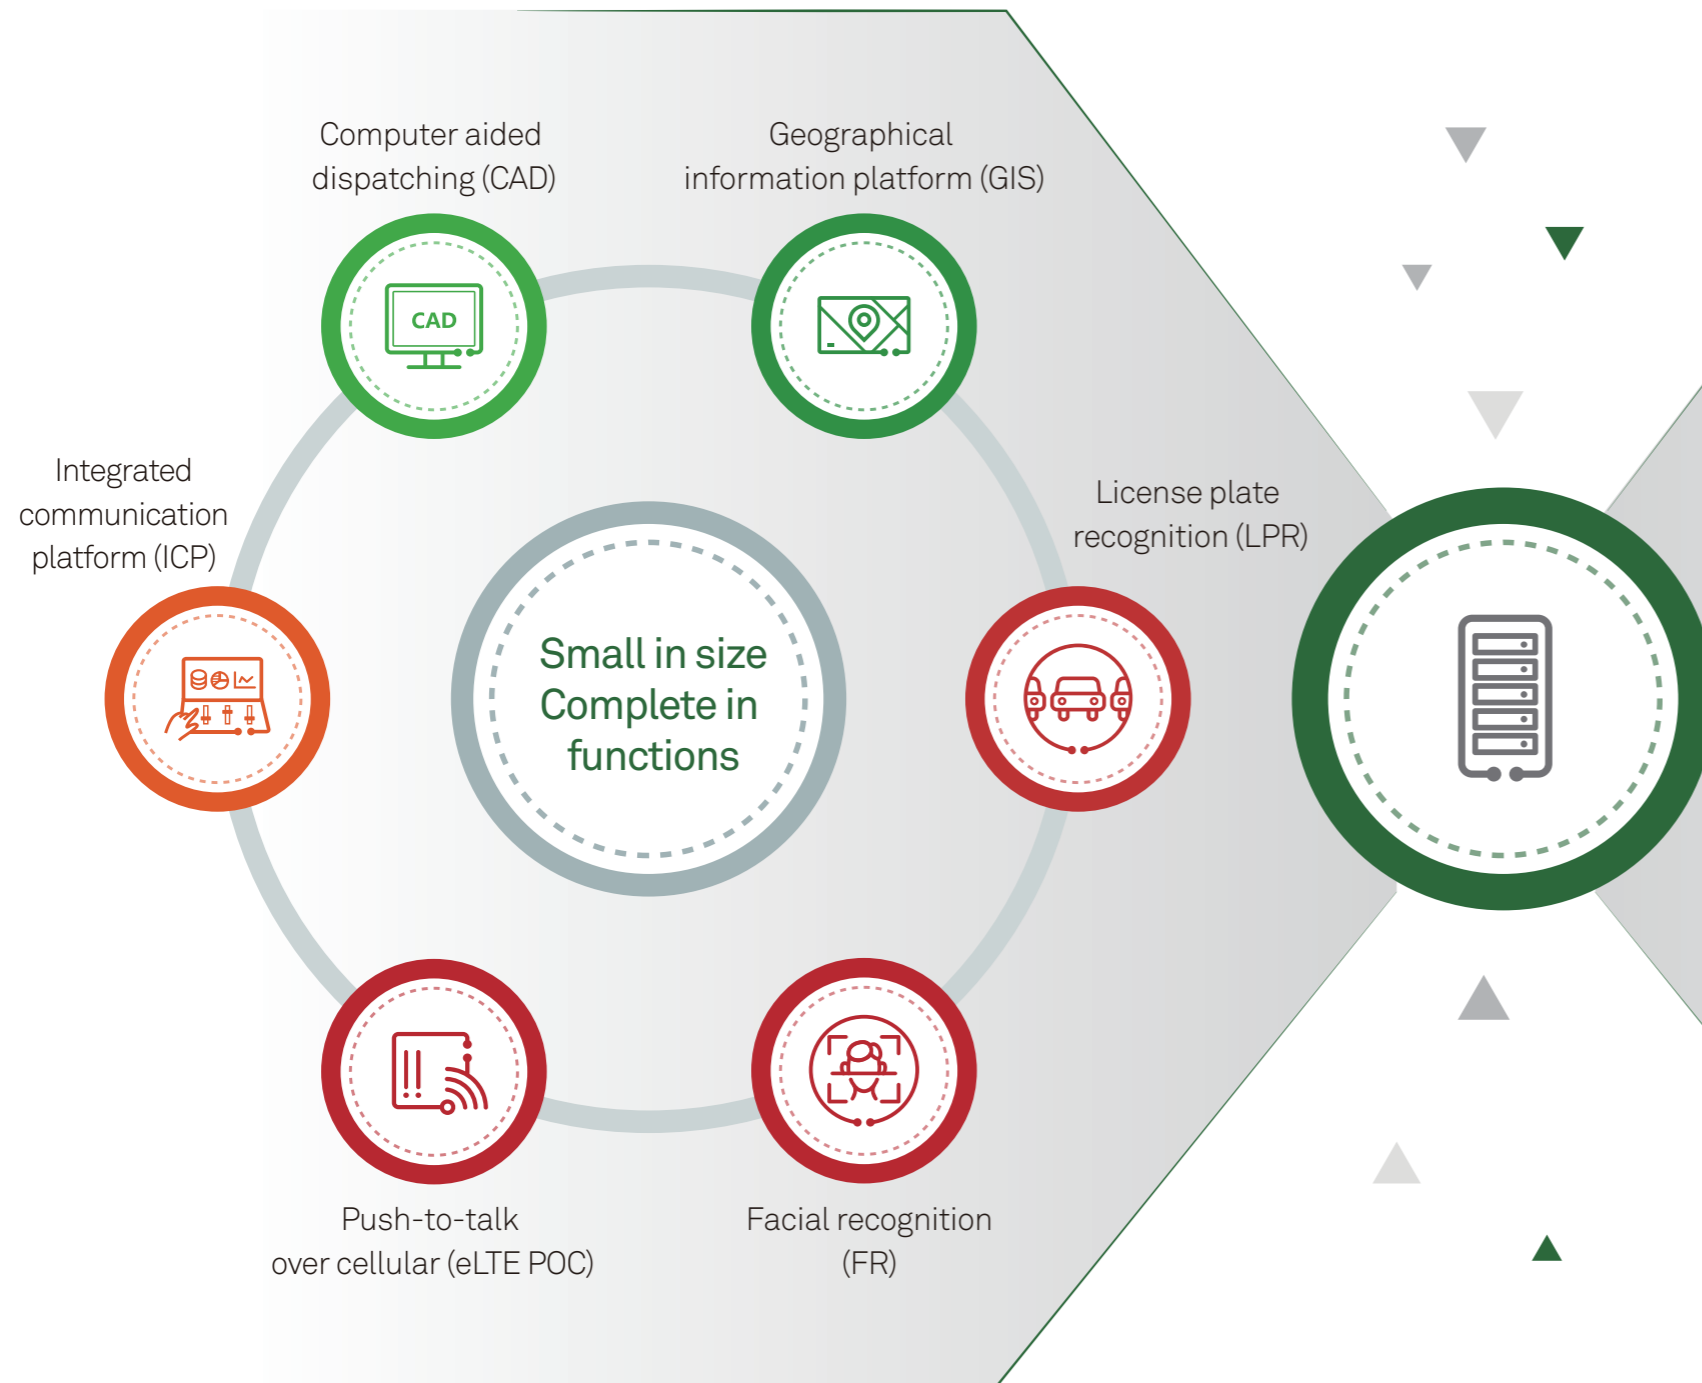 Computer aided
dispatching (CAD)
Geographical
information platform (GIS)
CAD
Integrated
communication
platform (ICP)
License plate
recognition (LPR)
Small in size
Complete in
functions
Push-to-talk
over cellular (eLTE POC)
Facial recognition
(FR)